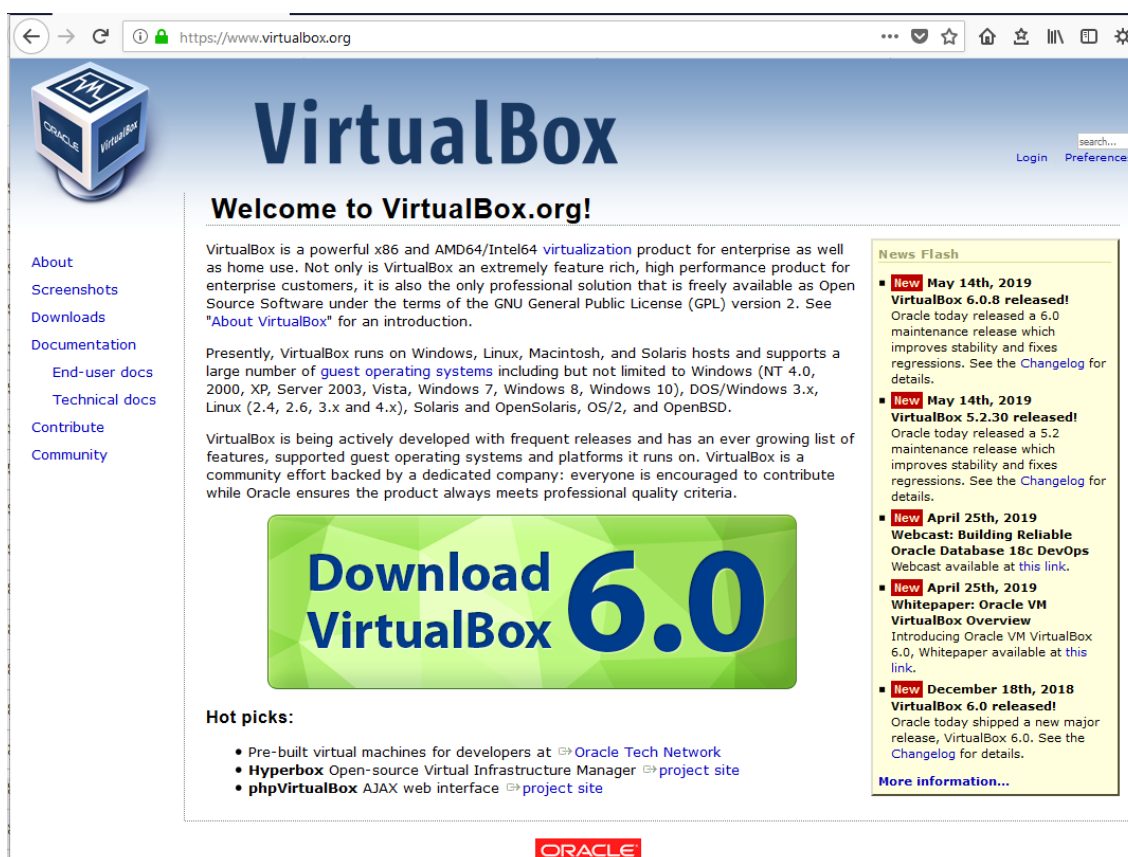 https://www.virtualbox.org
ORACLE
VirtualBox
VirtualBox
search...
Login Preference
Welcome to VirtualBox.org!
About
Screenshots
Downloads
Documentation
End-user docs
Technical docs
Contribute
Community
VirtualBox is a powerful x86 and AMD64/Intel64 virtualization product for enterprise as well
as home use. Not only is VirtualBox an extremely feature rich, high performance product for
enterprise customers, it is also the only professional solution that is freely available as Open
Source Software under the terms of the GNU General Public License (GPL) version 2. See
"About VirtualBox" for an introduction.
Presently, VirtualBox runs on Windows, Linux, Macintosh, and Solaris hosts and supports a
large number of guest operating systems including but not limited to Windows (NT 4.0,
2000, XP, Server 2003, Vista, Windows 7, Windows 8, Windows 10), DOS/Windows 3.x,
Linux (2.4, 2.6, 3.x and 4.x), Solaris and OpenSolaris, OS/2, and OpenBSD.
VirtualBox is being actively developed with frequent releases and has an ever growing list of
features, supported guest operating systems and platforms it runs on. VirtualBox is a
community effort backed by a dedicated company: everyone is encouraged to contribute
while Oracle ensures the product always meets professional quality criteria.
Download
VirtualBox 6.0
Hot picks:
• Pre-built virtual machines for developers at Oracle Tech Network
• Hyperbox Open-source Virtual Infrastructure Manager project site
• phpVirtualBox AJAX web interface project site
News Flash
New May 14th, 2019
VirtualBox 6.0.8 released!
Oracle today released a 6.0
maintenance release which
improves stability and fixes
regressions. See the Changelog for
details.
New May 14th, 2019
VirtualBox 5.2.30 released!
Oracle today released a 5.2
maintenance release which
improves stability and fixes
regressions. See the Changelog for
details.
New April 25th, 2019
Webcast: Building Reliable
Oracle Database 18c DevOps
Webcast available at this link.
New April 25th, 2019
Whitepaper: Oracle VM
VirtualBox Overview
Introducing Oracle VM VirtualBox
6.0, Whitepaper available at this
link.
New December 18th, 2018
VirtualBox 6.0 released!
Oracle today shipped a new major
release, VirtualBox 6.0. See the
Changelog for details.
More information...
ORACLE